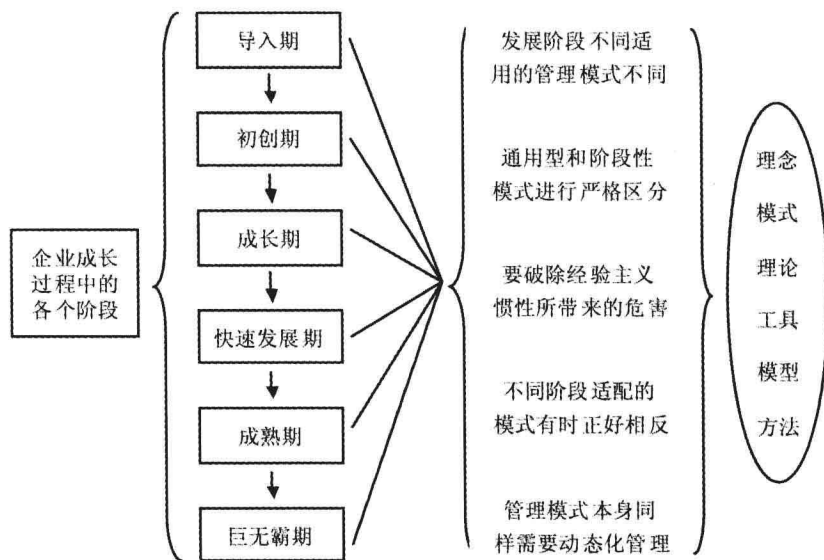 企业成长
过程中的
各个阶段
导入期
初创期
成长期
快速发展期
成熟期
巨无霸期
发展阶段不同适
用的管理模式不同
通用型和阶段性
模式进行严格区分
要破除经验主义
惯性所带来的危害
不同阶段适配的
模式有时正好相反
管理模式本身同
样需要动态化管理
理念
模式
理论
工具
模型
方法